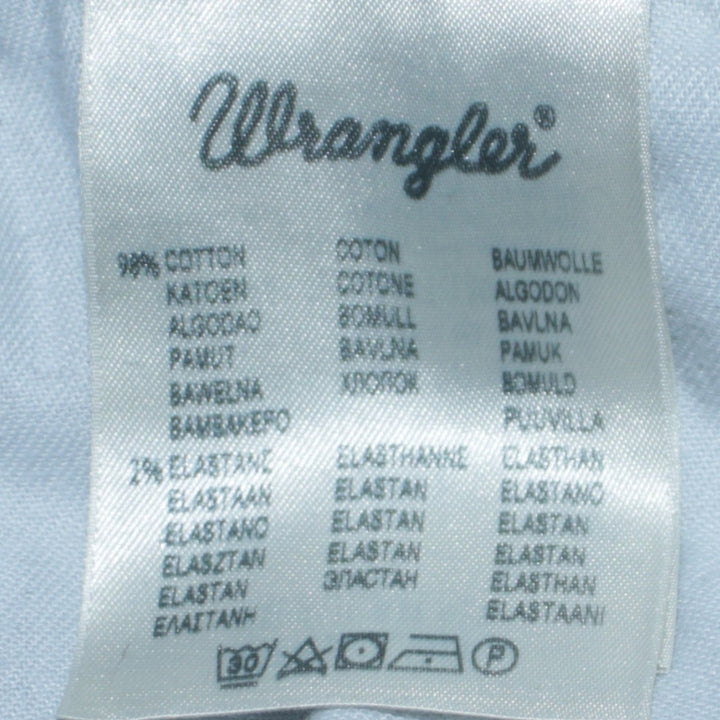 Wrangler®
98% COTTON COTON BAUMWOLLE
KATOEN COTONE ALGODON
ALGODAO BOMULL BAVLNA
PAMUT BAVLNA PAMUK
BAWELNA ХЛОПОК BOMULD
BAMBAKEPO PUUVILLA
2% ELASTANE ELASTHANNE ELASTHAN
ELASTAAN ELASTAN ELASTANO
ELASTANO ELASTAN ELASTAN
ELASZTAN ELASTAN ELASTAN
ELASTAN ЭЛАСТАН ELASTHAN
ΕΛΑΣΤΑΝΗ ELASTAANI
30 P